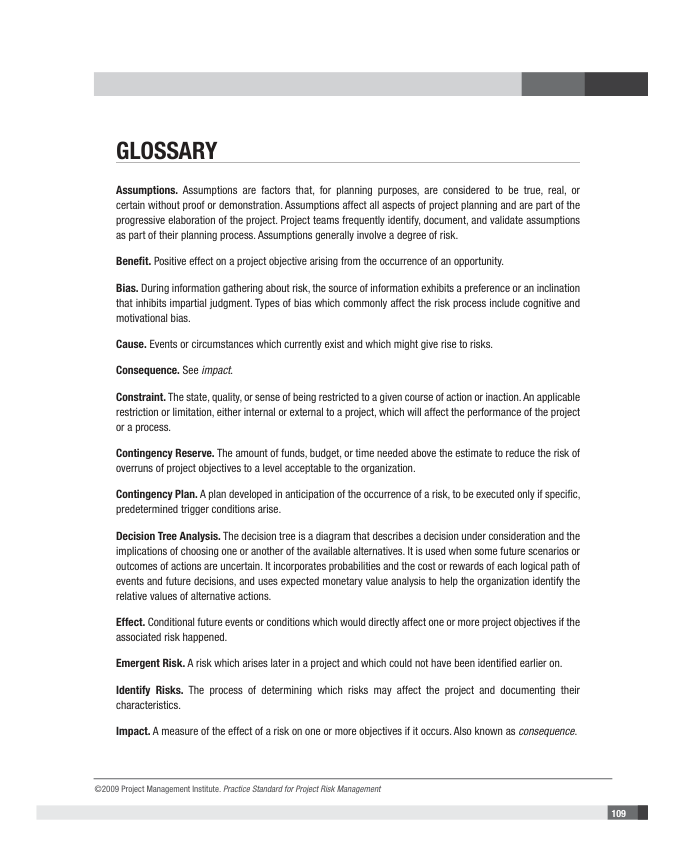 GLOSSARY
Assumptions. Assumptions are factors that, for planning purposes, are considered to be true, real, or
certain without proof or demonstration. Assumptions affect all aspects of project planning and are part of the
progressive elaboration of the project. Project teams frequently identify, document, and validate assumptions
as part of their planning process. Assumptions generally involve a degree of risk.
Benefit. Positive effect on a project objective arising from the occurrence of an opportunity.
Bias. During information gathering about risk, the source of information exhibits a preference or an inclination
that inhibits impartial judgment. Types of bias which commonly affect the risk process include cognitive and
motivational bias.
Cause. Events or circumstances which currently exist and which might give rise to risks.
Consequence. See impact.
Constraint. The state, quality, or sense of being restricted to a given course of action or inaction. An applicable
restriction or limitation, either internal or external to a project, which will affect the performance of the project
or a process.
Contingency Reserve. The amount of funds, budget, or time needed above the estimate to reduce the risk of
overruns of project objectives to a level acceptable to the organization.
Contingency Plan. A plan developed in anticipation of the occurrence of a risk, to be executed only if specific,
predetermined trigger conditions arise.
Decision Tree Analysis. The decision tree is a diagram that describes a decision under consideration and the
implications of choosing one or another of the available alternatives. It is used when some future scenarios or
outcomes of actions are uncertain. It incorporates probabilities and the cost or rewards of each logical path of
events and future decisions, and uses expected monetary value analysis to help the organization identify the
relative values of alternative actions.
Effect. Conditional future events or conditions which would directly affect one or more project objectives if the
associated risk happened.
Emergent Risk. A risk which arises later in a project and which could not have been identified earlier on.
Identify Risks. The process of determining which risks may affect the project and documenting their
characteristics.
Impact. A measure of the effect of a risk on one or more objectives if it occurs. Also known as consequence.
©2009 Project Management Institute. Practice Standard for Project Risk Management
109